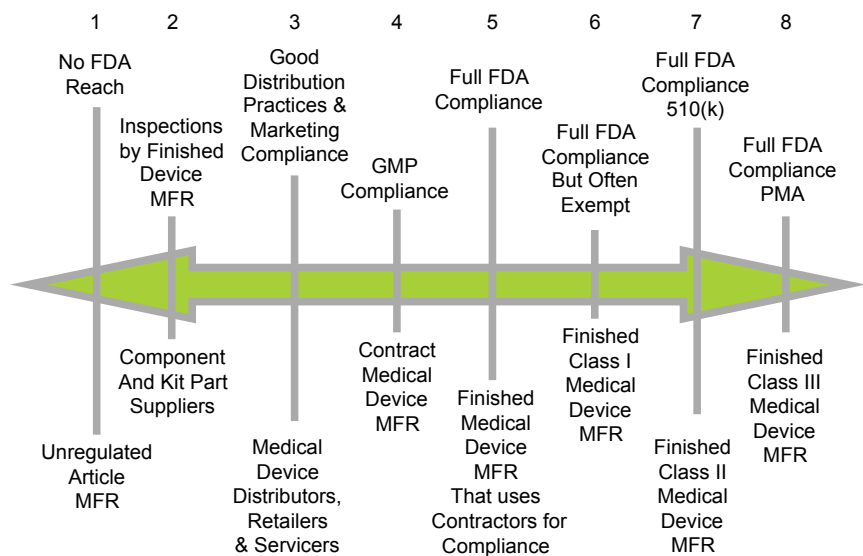 1
2
3
4
5
6
7
8
No FDA
Reach
Inspections
by Finished
Device
MFR
Good
Distribution
Practices &
Marketing
Compliance
GMP
Compliance
Full FDA
Compliance
Full FDA
Compliance
But Often
Exempt
Full FDA
Compliance
510(k)
Full FDA
Compliance
PMA
Unregulated
Article
MFR
Component
And Kit Part
Suppliers
Medical
Device
Distributors,
Retailers
& Servicers
Contract
Medical
Device
MFR
Finished
Medical
Device
MFR
That uses
Contractors for
Compliance
Finished
Class I
Medical
Device
MFR
Finished
Class II
Medical
Device
MFR
Finished
Class III
Medical
Device
MFR